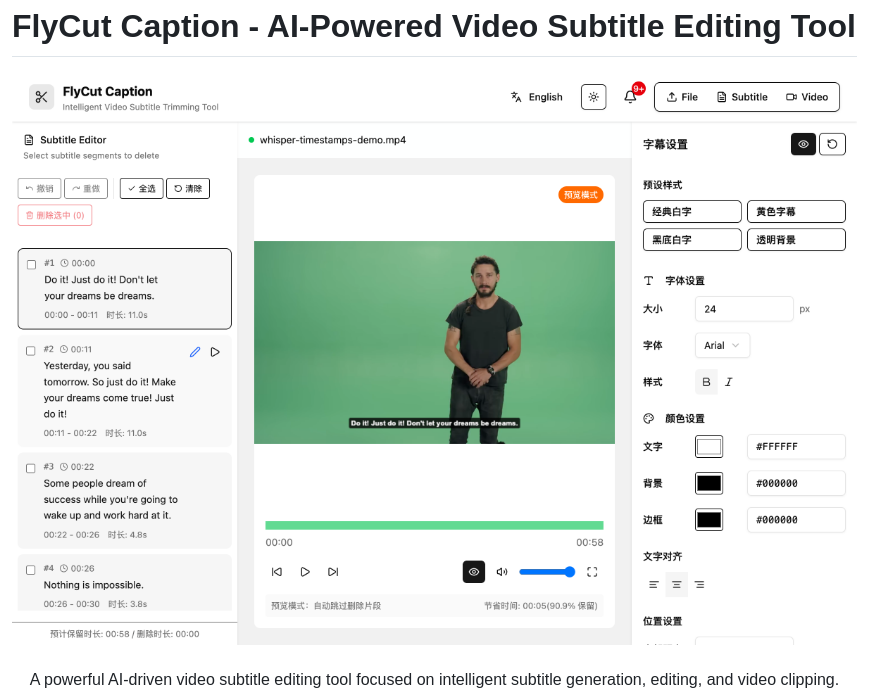 FlyCut Caption - AI-Powered Video Subtitle Editing Tool
FlyCut Caption
Intelligent Video Subtitle Trimming Tool
English
9+
File
Subtitle
Video
Subtitle Editor
Select subtitle segments to delete
撤销
重做
全选
清除
删除选中 (0)
#1 00:00
Do it! Just do it! Don't let
your dreams be dreams.
00:00 - 00:11 时长: 11.0s
#2 00:11
Yesterday, you said
tomorrow. So just do it! Make
your dreams come true! Just
do it!
00:11 - 00:22 时长: 11.0s
#3 00:22
Some people dream of
success while you're going to
wake up and work hard at it.
00:22 - 00:26 时长: 4.8s
#4 00:26
Nothing is impossible.
00:26 - 00:30 时长: 3.8s
预计保留时长: 00:58 / 删除时长: 00:00
whisper-timestamps-demo.mp4
预览模式
Do it! Just do it! Don't let your dreams be dreams.
00:00
00:58
预览模式: 自动跳过删除片段
节省时间: 00:05(90.9% 保留)
字幕设置
预设样式
经典白字
黄色字幕
黑底白字
透明背景
字体设置
大小
24
px
字体
Arial
样式
B
I
颜色设置
文字
#FFFFFF
背景
#000000
边框
#000000
文字对齐
位置设置
A powerful AI-driven video subtitle editing tool focused on intelligent subtitle generation, editing, and video clipping.